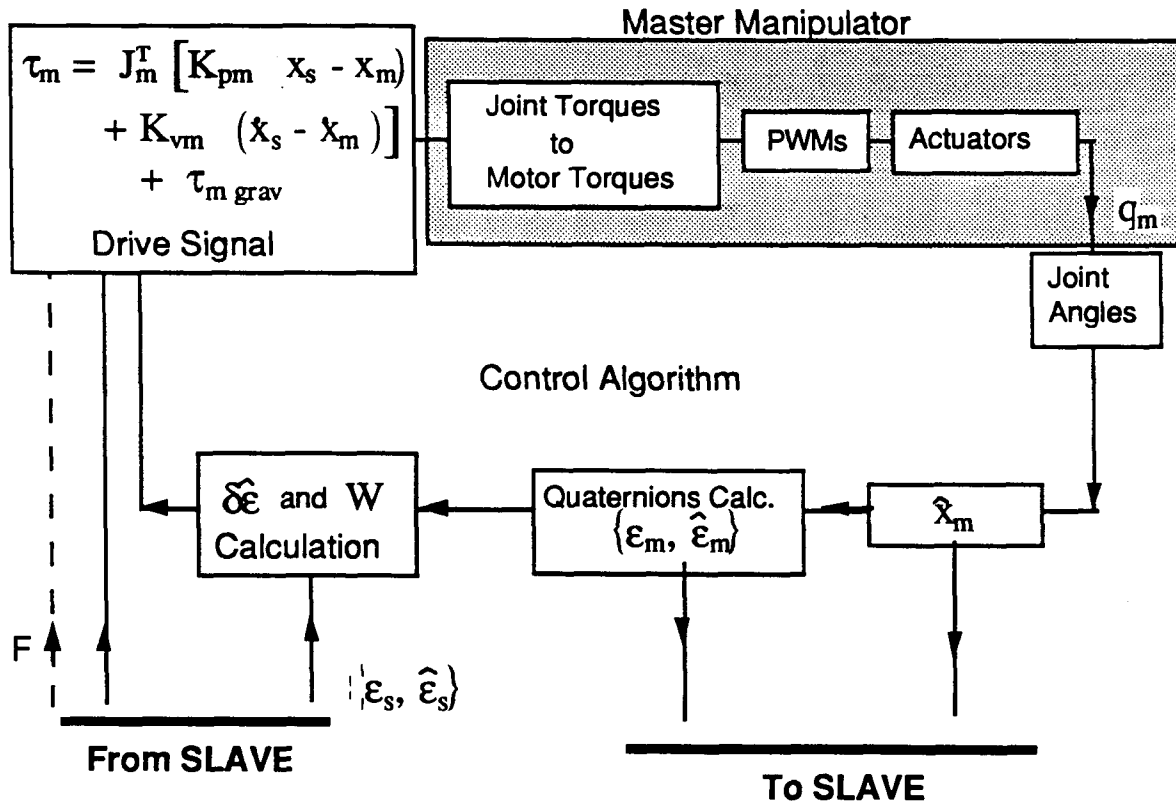 Master Manipulator
τₘ = Jₘᵀ [Kₚₘ xₛ - xₘ)
+ Kᵥₘ (ẋₛ - ẋₘ )]
+ τₘ grav
Drive Signal
Joint Torques
to
Motor Torques
PWMs
Actuators
qₘ
Joint
Angles
Control Algorithm
δε̂ and W
Calculation
Quaternions Calc.
{εₘ, ε̂ₘ}
x̂ₘ
F
εₛ, ε̂ₛ}
From SLAVE
To SLAVE